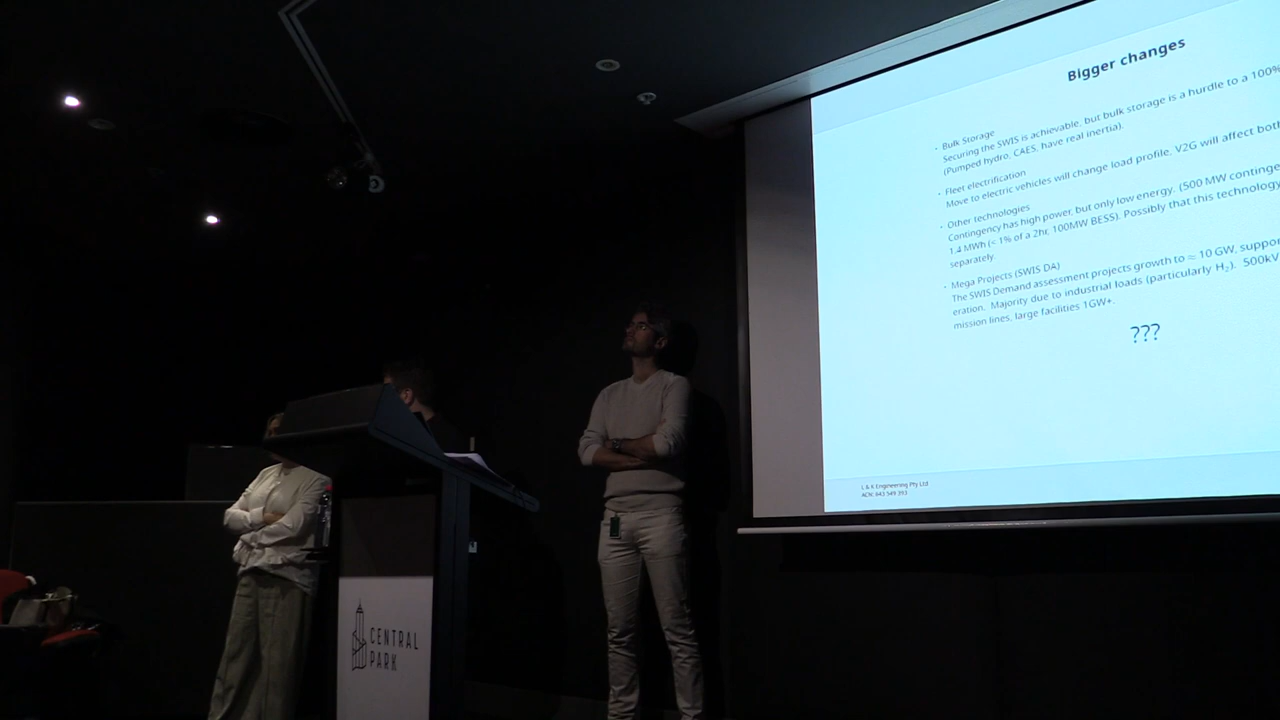 Bigger changes
• Bulk Storage
Securing the SWIS is achievable, but bulk storage is a hurdle to a 100%
(Pumped hydro, CAES, have real inertia).
• Fleet electrification
Move to electric vehicles will change load profile, V2G will affect both
• Other technologies
Contingency has high power, but only low energy. (500 MW continge
1.4 MWh (< 1% of a 2hr, 100MW BESS). Possibly that this technology
separately.
• Mega Projects (SWIS DA)
The SWIS Demand assessment projects growth to ≈ 10 GW, suppor
eration. Majority due to industrial loads (particularly H₂). 500kV
mission lines, large facilities 1GW+.
???
L & K Engineering Pty Ltd
ACN: 643 549 393
CENTRAL
PARK